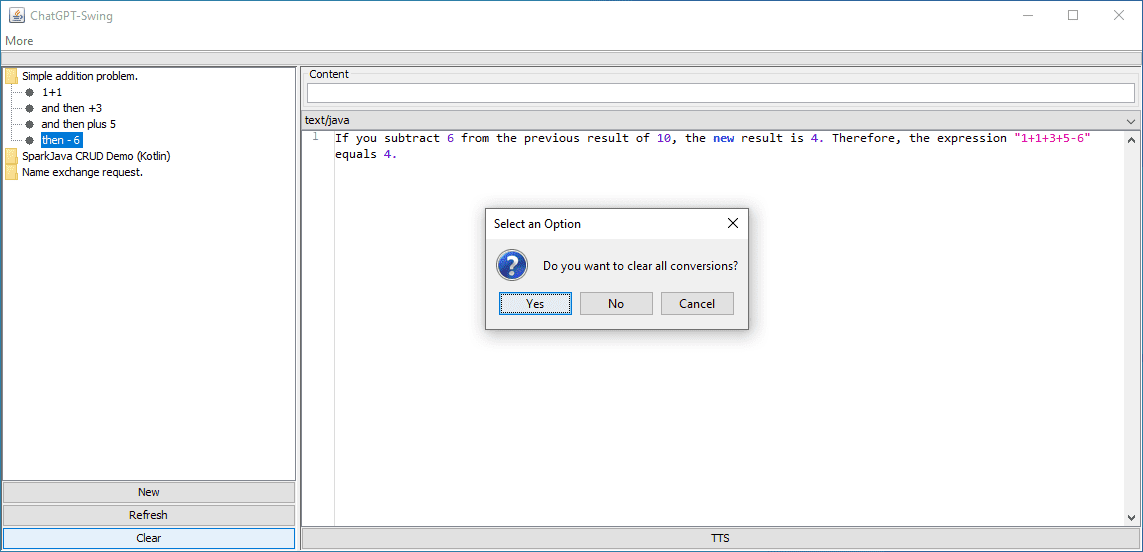 ChatGPT-Swing
More
Simple addition problem.
1+1
and then +3
and then plus 5
then - 6
SparkJava CRUD Demo (Kotlin)
Name exchange request.
New
Refresh
Clear
Content
text/java
1 If you subtract 6 from the previous result of 10, the new result is 4. Therefore, the expression "1+1+3+5-6"
equals 4.
Select an Option
Do you want to clear all conversions?
Yes No Cancel
TTS